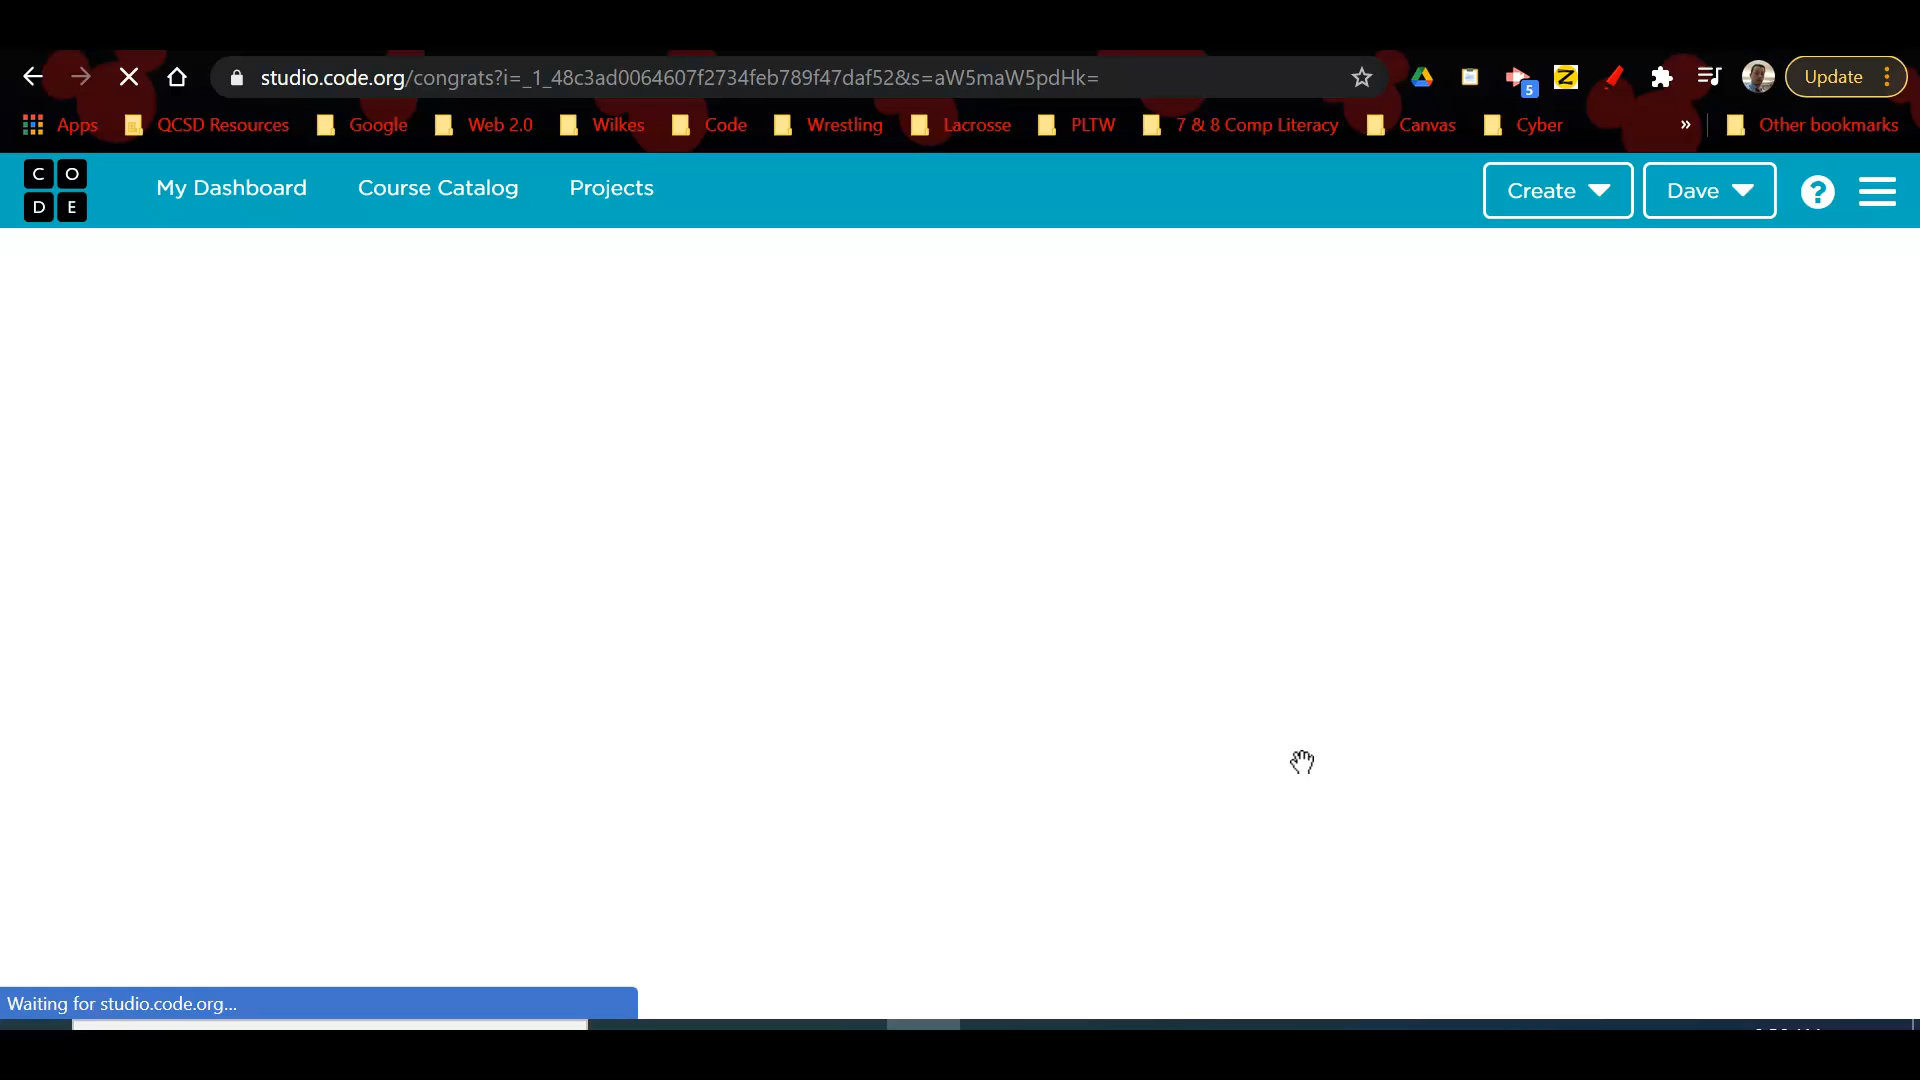 studio.code.org/congrats?i=_1_48c3ad0064607f2734feb789f47daf52&s=aW5maW5pdHk=
5
Z
Update
Apps QCSD Resources Google Web 2.0 Wilkes Code Wrestling Lacrosse PLTW 7 & 8 Comp Literacy Canvas Cyber » Other bookmarks
C O
D E
My Dashboard Course Catalog Projects Create Dave ?
Waiting for studio.code.org...